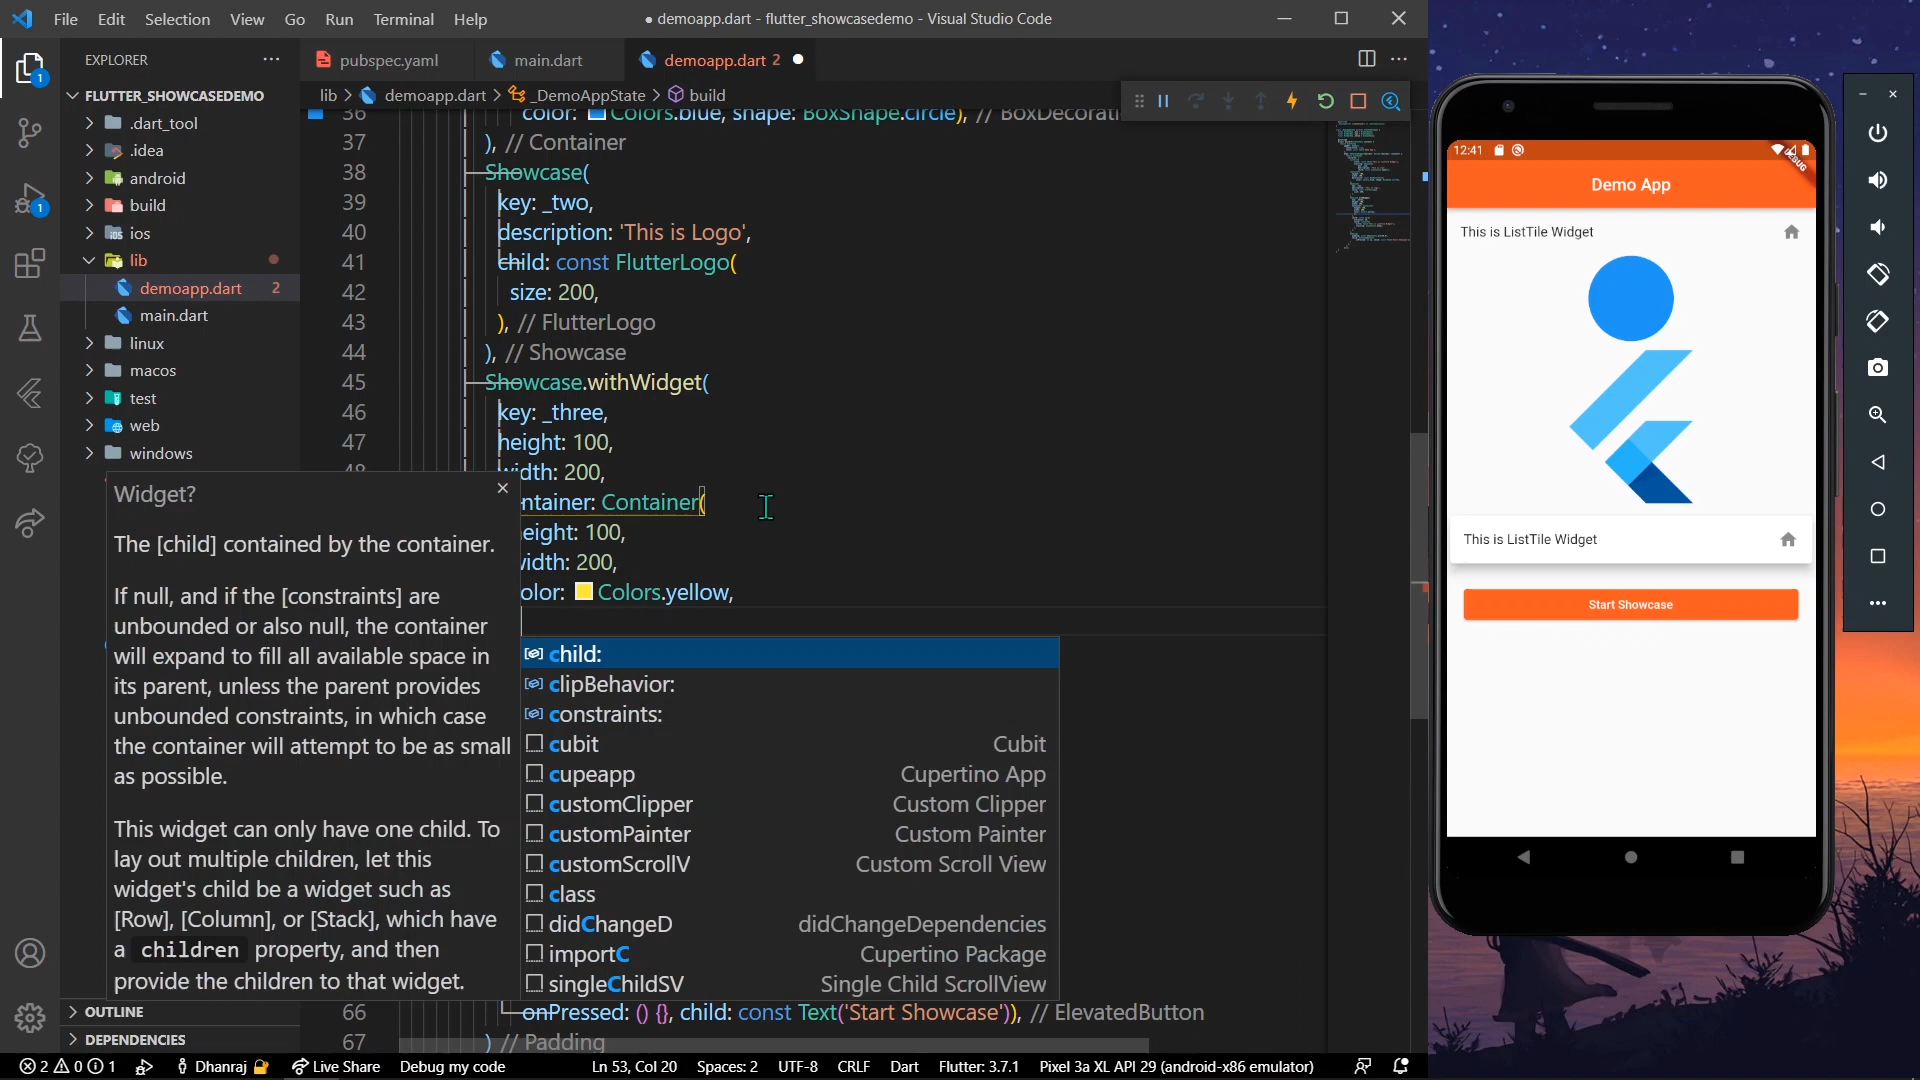 File Edit Selection View Go Run Terminal Help
● demoapp.dart - flutter_showcasedemo - Visual Studio Code
EXPLORER
pubspec.yaml
main.dart
demoapp.dart 2
FLUTTER_SHOWCASEDEMO
lib > demoapp.dart > _DemoAppState > build
.dart_tool
.idea
android
build
ios
lib
demoapp.dart 2
main.dart
linux
macos
test
web
windows
1
1
36 color: Colors.blue, shape: BoxShape.circle), // BoxDecorati
37 ), // Container
38 Showcase(
39 key: _two,
40 description: 'This is Logo',
41 child: const FlutterLogo(
42 size: 200,
43 ), // FlutterLogo
44 ), // Showcase
45 Showcase.withWidget(
46 key: _three,
47 height: 100,
48 width: 200,
ntainer: Container(
eight: 100,
width: 200,
olor: Colors.yellow,
Widget?
The [child] contained by the container.
If null, and if the [constraints] are
unbounded or also null, the container
will expand to fill all available space in
its parent, unless the parent provides
unbounded constraints, in which case
the container will attempt to be as small
as possible.
This widget can only have one child. To
lay out multiple children, let this
widget's child be a widget such as
[Row], [Column], or [Stack], which have
a children property, and then
provide the children to that widget.
child:
clipBehavior:
constraints:
cubit Cubit
cupeapp Cupertino App
customClipper Custom Clipper
customPainter Custom Painter
customScrollV Custom Scroll View
class
didChangeD didChangeDependencies
importC Cupertino Package
singleChildSV Single Child ScrollView
66 onPressed: () {}, child: const Text('Start Showcase')), // ElevatedButton
67 ) // Padding
OUTLINE
DEPENDENCIES
2 0 1 Dhanraj Live Share Debug my code Ln 53, Col 20 Spaces: 2 UTF-8 CRLF Dart Flutter: 3.7.1 Pixel 3a XL API 29 (android-x86 emulator)
12:41
DEBUG
Demo App
This is ListTile Widget
This is ListTile Widget
Start Showcase